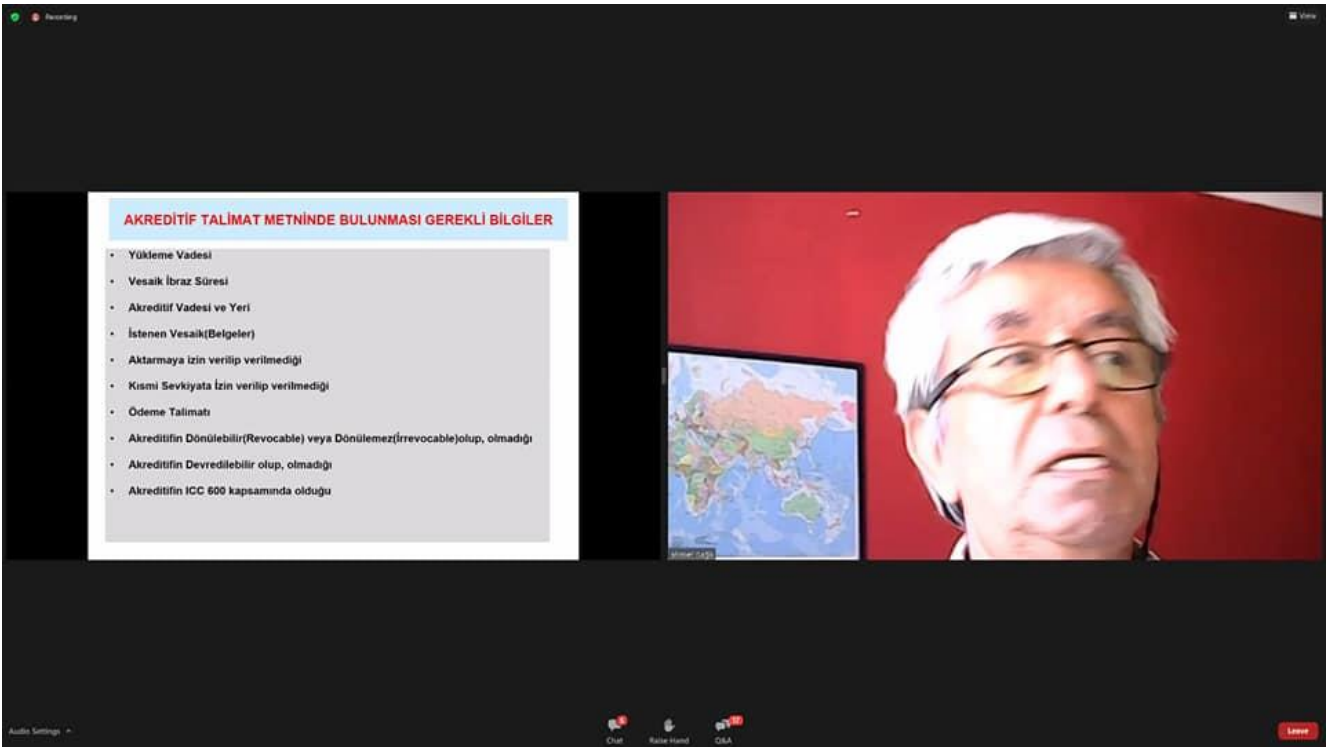 Recording
View
AKREDİTİF TALİMAT METNİNDE BULUNMASI GEREKLİ BİLGİLER
• Yükleme Vadesi
• Vesaik İbraz Süresi
• Akreditif Vadesi ve Yeri
• İstenen Vesaik(Belgeler)
• Aktarmaya izin verilip verilmediği
• Kısmi Sevkiyata İzin verilip verilmediği
• Ödeme Talimatı
• Akreditifin Dönülebilir(Revocable) veya Dönülemez(İrrevocable)olup, olmadığı
• Akreditifin Devredilebilir olup, olmadığı
• Akreditifin ICC 600 kapsamında olduğu
Audio Settings
Chat
Raise Hand
Q&A
Leave